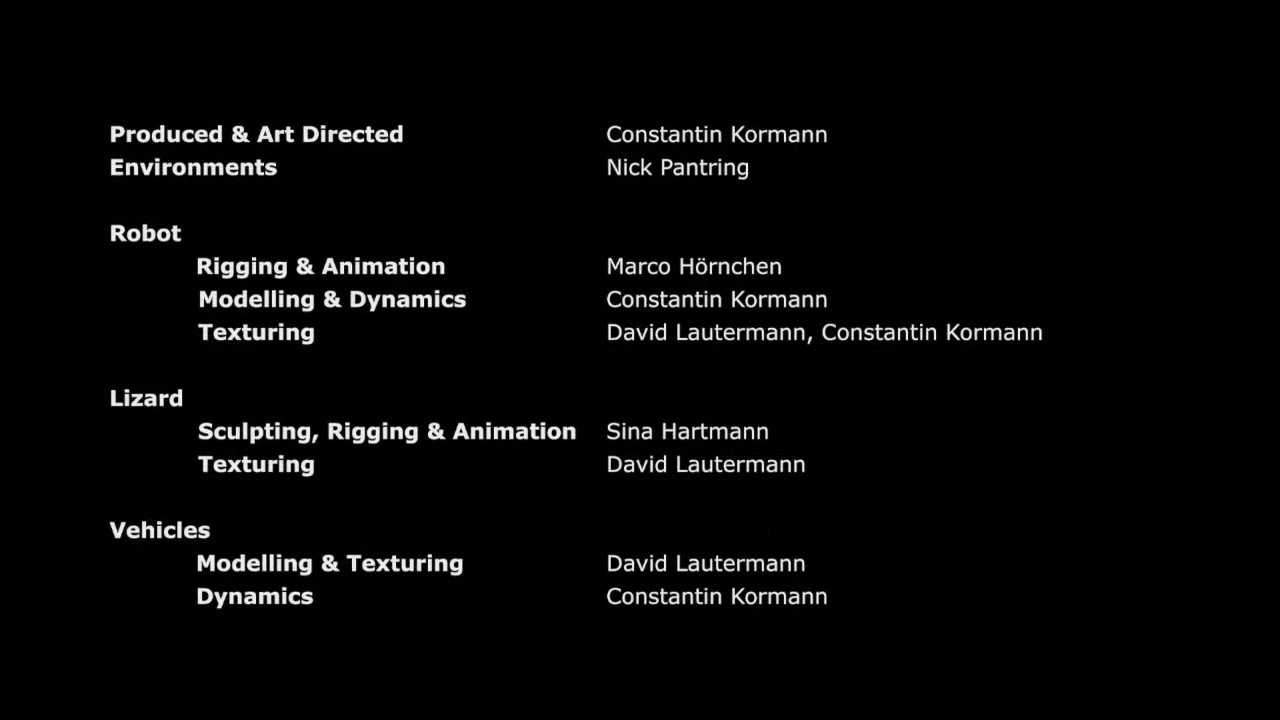 Produced & Art Directed Constantin Kormann
Environments Nick Pantring
Robot
Rigging & Animation Marco Hörnchen
Modelling & Dynamics Constantin Kormann
Texturing David Lautermann, Constantin Kormann
Lizard
Sculpting, Rigging & Animation Sina Hartmann
Texturing David Lautermann
Vehicles
Modelling & Texturing David Lautermann
Dynamics Constantin Kormann